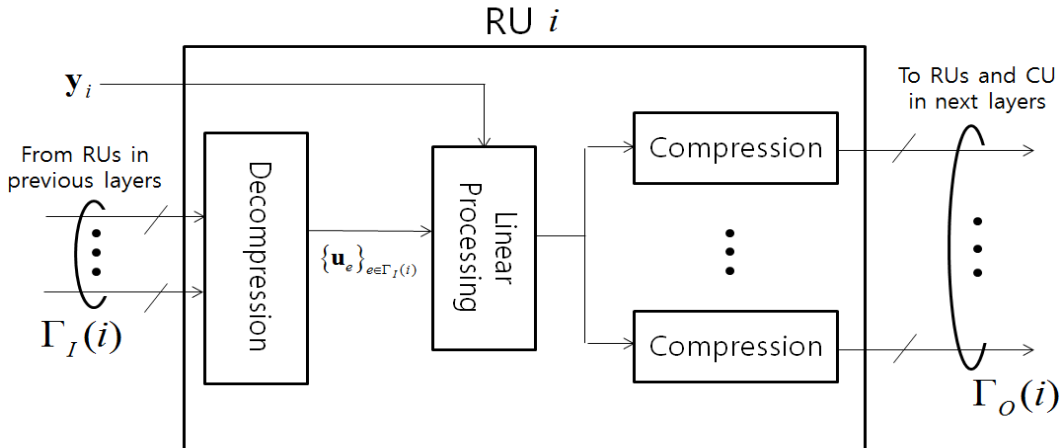 RU i
y_i
From RUs in
previous layers
Γ_I(i)
Decompression
{u_e}_{e∈Γ_I(i)}
Linear
Processing
Compression
Compression
To RUs and CU
in next layers
Γ_O(i)